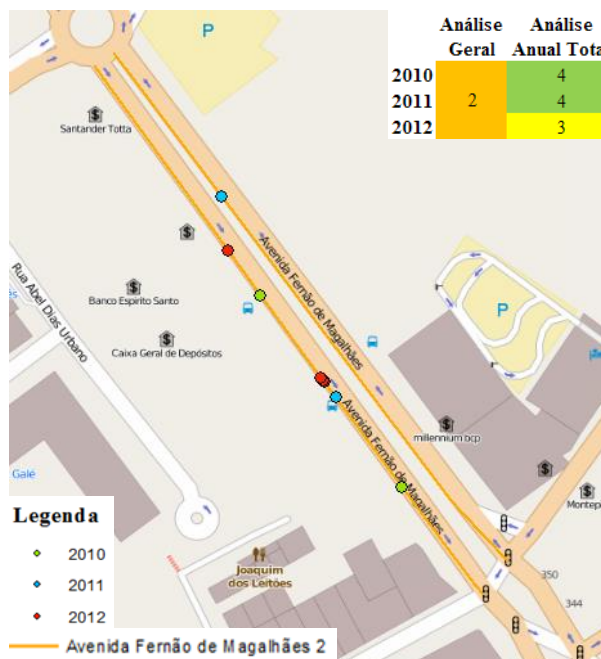 Análise Análise
Geral Anual Tota
2010 4
2011 2 4
2012 3
P
Santander Totta
Avenida Fernão de Magalhães
Rua Abel Dias Urbano
Banco Espirito Santo
Caixa Geral de Depósitos
P
Avenida Fernão de Magalhães
millennium bcp
Galé
Montep
Joaquim
dos Leitões
350
344
Legenda
2010
2011
2012
Avenida Fernão de Magalhães 2